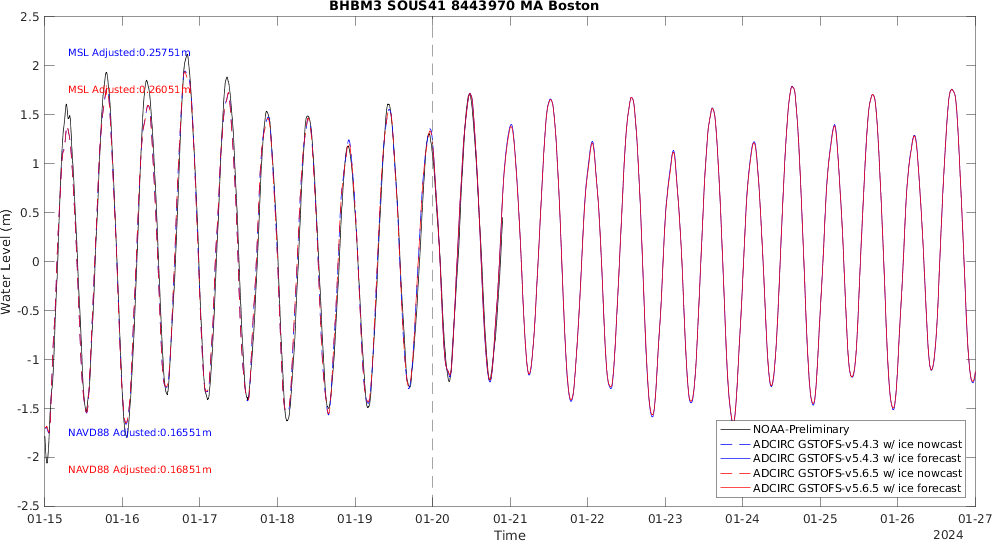 BHBM3 SOUS41 8443970 MA Boston
2.5
2
1.5
1
0.5
0
-0.5
-1
-1.5
-2
-2.5
Water Level (m)
MSL Adjusted:0.25751m
MSL Adjusted:0.26051m
NAVD88 Adjusted:0.16551m
NAVD88 Adjusted:0.16851m
NOAA-Preliminary
ADCIRC GSTOFS-v5.4.3 w/ ice nowcast
ADCIRC GSTOFS-v5.4.3 w/ ice forecast
ADCIRC GSTOFS-v5.6.5 w/ ice nowcast
ADCIRC GSTOFS-v5.6.5 w/ ice forecast
01-15 01-16 01-17 01-18 01-19 01-20 01-21 01-22 01-23 01-24 01-25 01-26 01-27
Time
2024